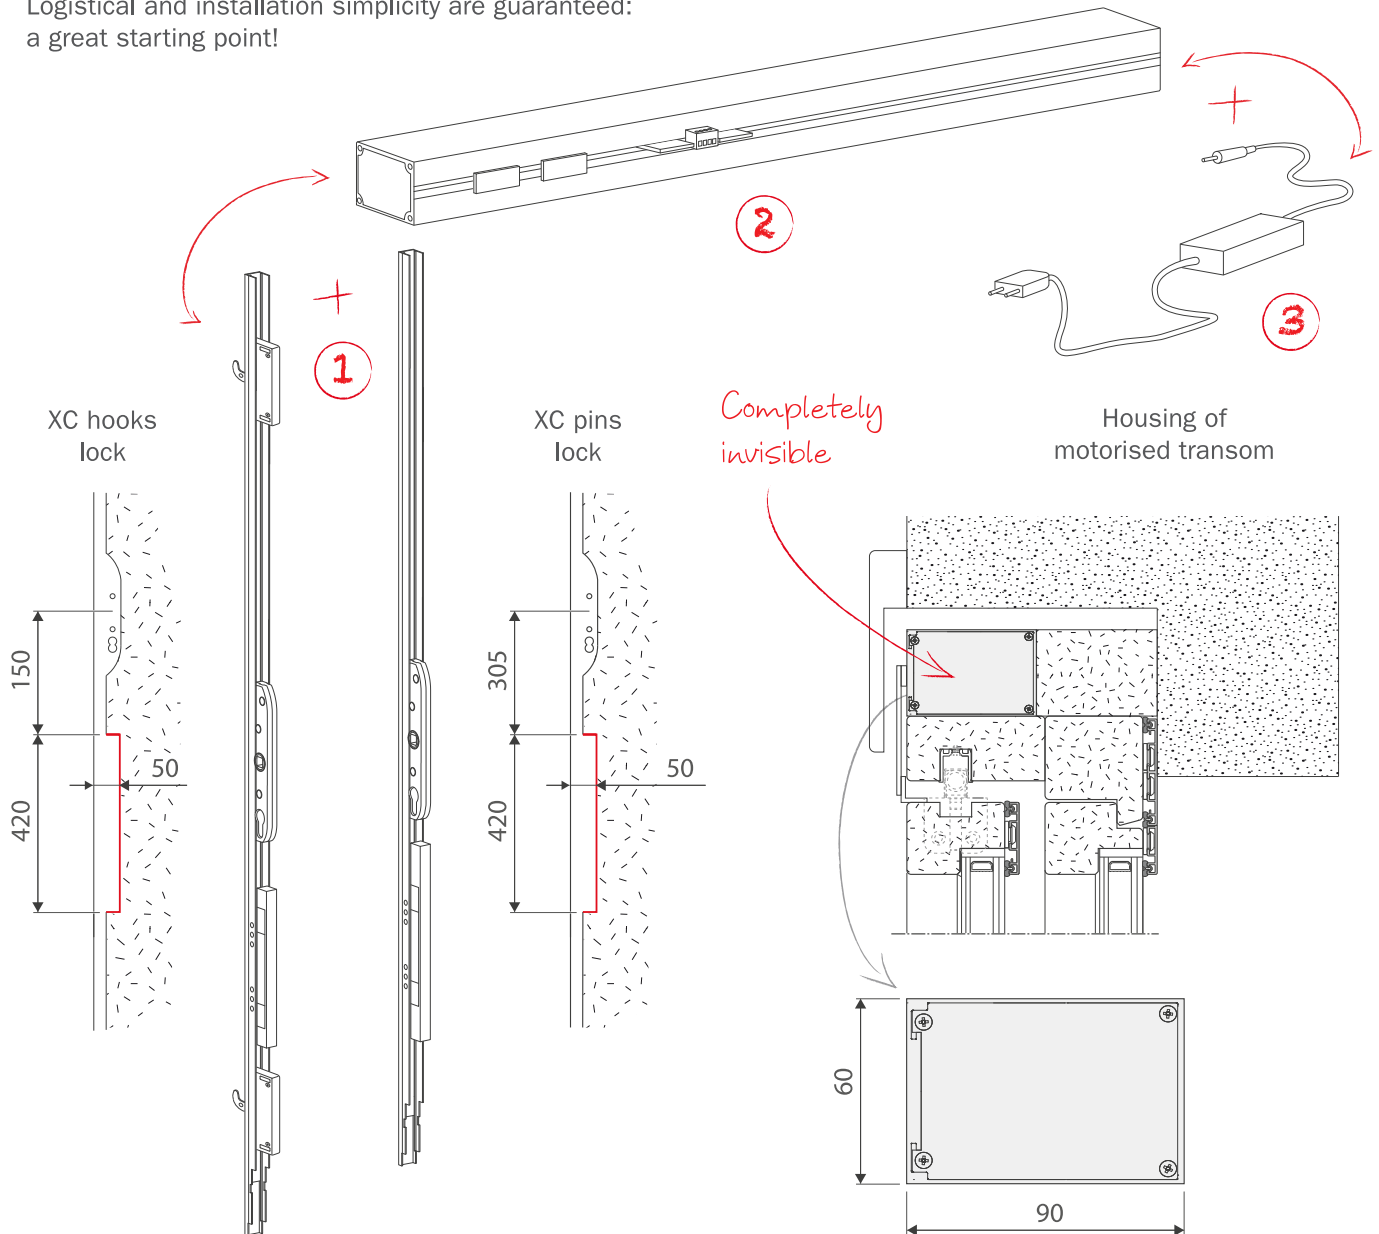 Logistical and installation simplicity are guaranteed:
a great starting point!
+
2
3
+
1
XC hooks
lock
XC pins
lock
Completely
invisible
Housing of
motorised transom
150
420
50
305
420
50
60
90